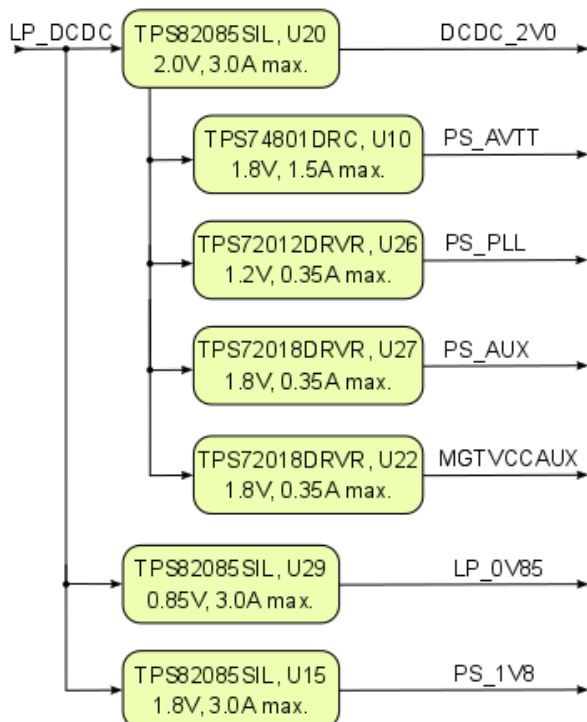 LP_DCDC
TPS82085SIL, U20
2.0V, 3.0A max.
DCDC_2V0
TPS74801DRC, U10
1.8V, 1.5A max.
PS_AVTT
TPS72012DRVR, U26
1.2V, 0.35A max.
PS_PLL
TPS72018DRVR, U27
1.8V, 0.35A max.
PS_AUX
TPS72018DRVR, U22
1.8V, 0.35A max.
MGTVCCAUX
TPS82085SIL, U29
0.85V, 3.0A max.
LP_0V85
TPS82085SIL, U15
1.8V, 3.0A max.
PS_1V8